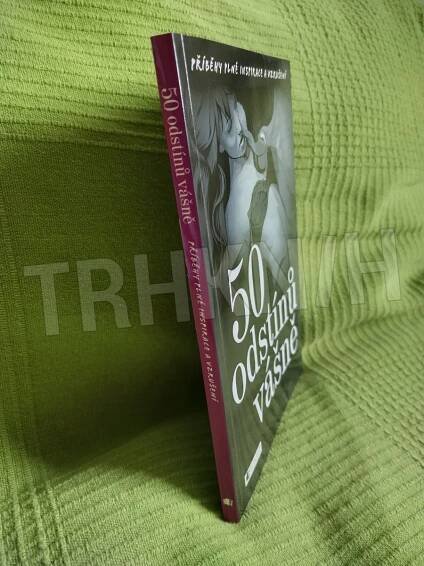 PŘÍBĚHY PLNÉ INSPIRACE A VZRUŠENÍ
50
odstínů
vášně
50 odstínů vášně
PŘÍBĚHY PLNÉ INSPIRACE A VZRUŠENÍ